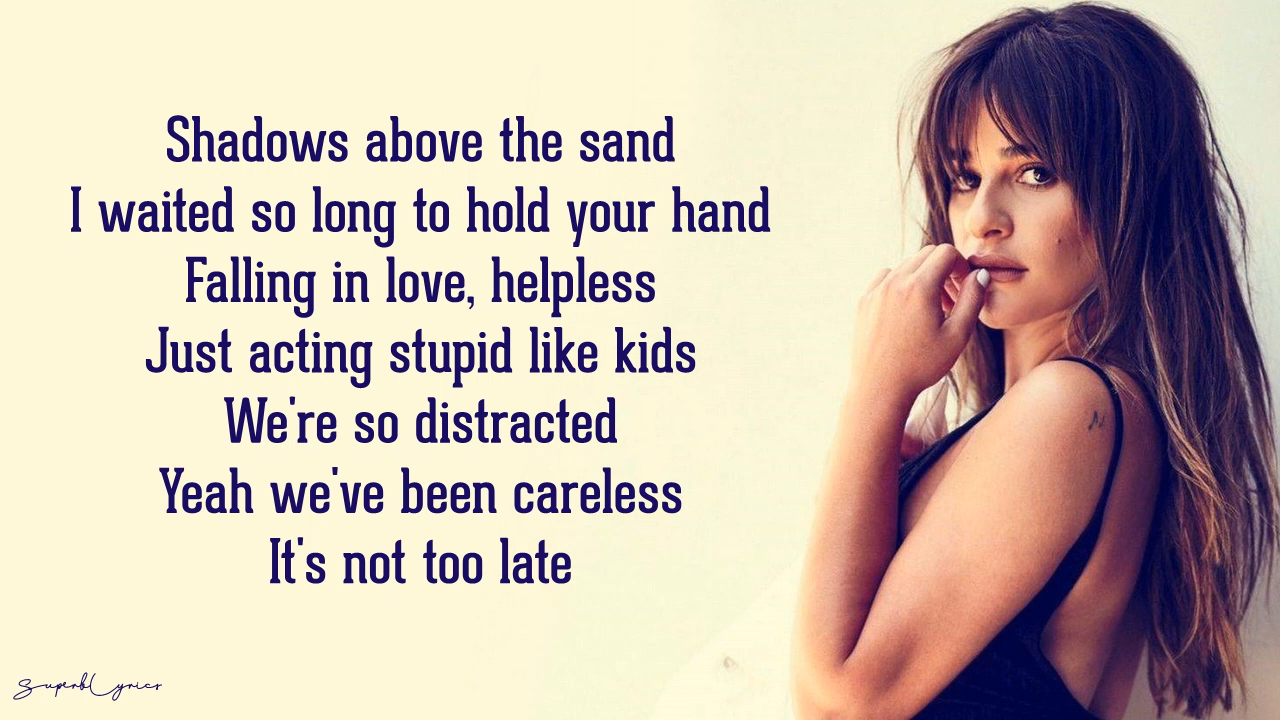 Shadows above the sand
I waited so long to hold your hand
Falling in love, helpless
Just acting stupid like kids
We're so distracted
Yeah we've been careless
It's not too late
SuperbLyrics